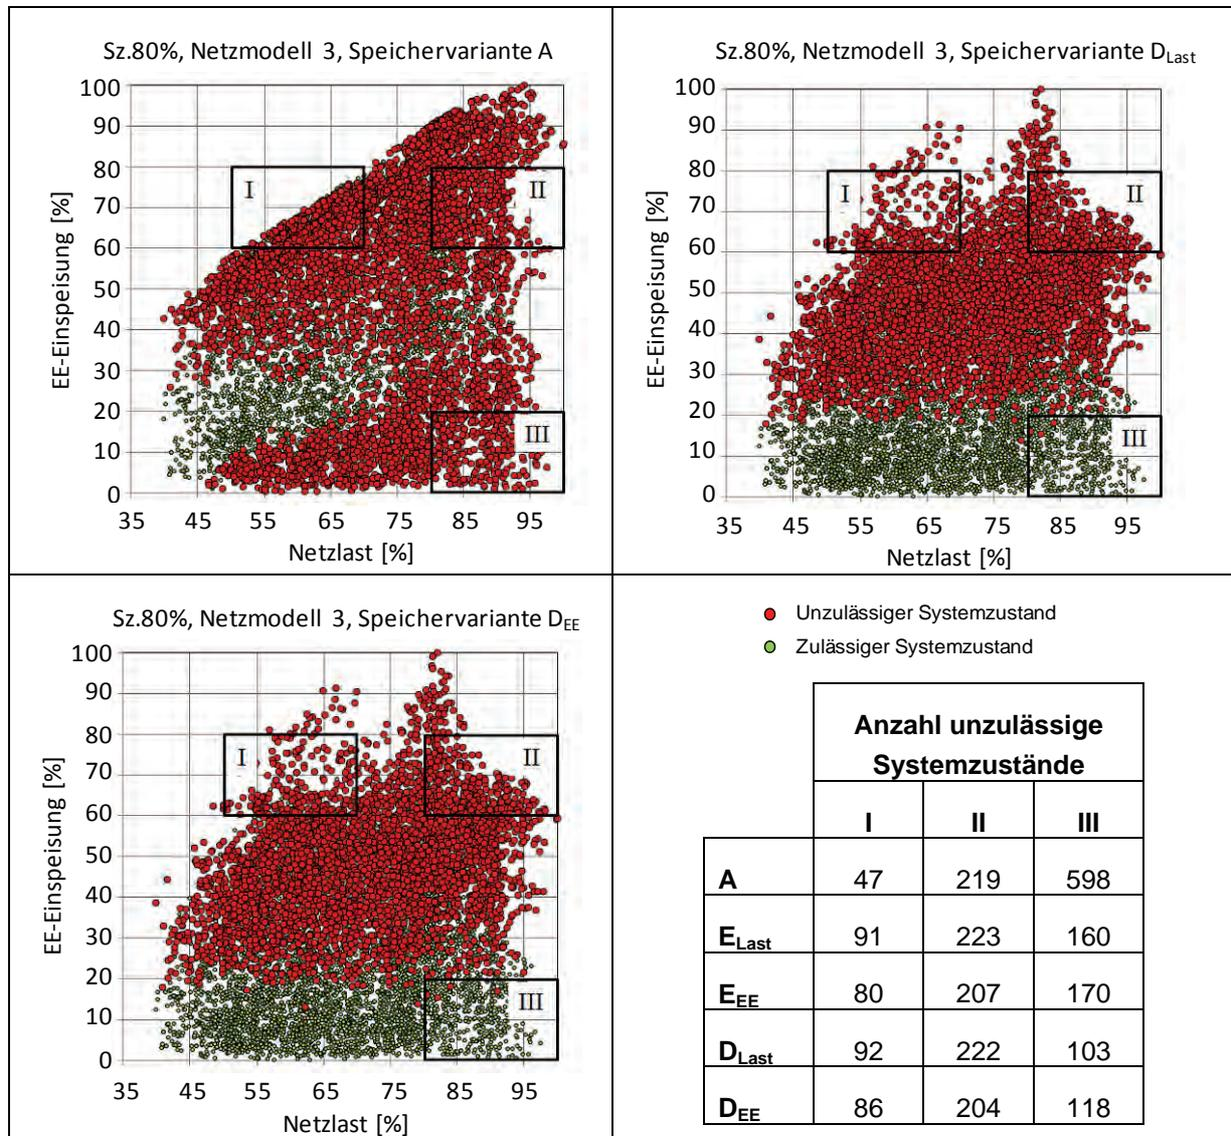 Sz.80%, Netzmodell 3, Speichervariante A
EE-Einspeisung [%]
100
90
80
70
60
50
40
30
20
10
0
I
II
III
35 45 55 65 75 85 95
Netzlast [%]
Sz.80%, Netzmodell 3, Speichervariante D_Last
EE-Einspeisung [%]
100
90
80
70
60
50
40
30
20
10
0
I
II
III
35 45 55 65 75 85 95
Netzlast [%]
Sz.80%, Netzmodell 3, Speichervariante D_EE
EE-Einspeisung [%]
100
90
80
70
60
50
40
30
20
10
0
I
II
III
35 45 55 65 75 85 95
Netzlast [%]
Unzulässiger Systemzustand
Zulässiger Systemzustand
Anzahl unzulässige
Systemzustände
I II III
A 47 219 598
E_Last 91 223 160
E_EE 80 207 170
D_Last 92 222 103
D_EE 86 204 118